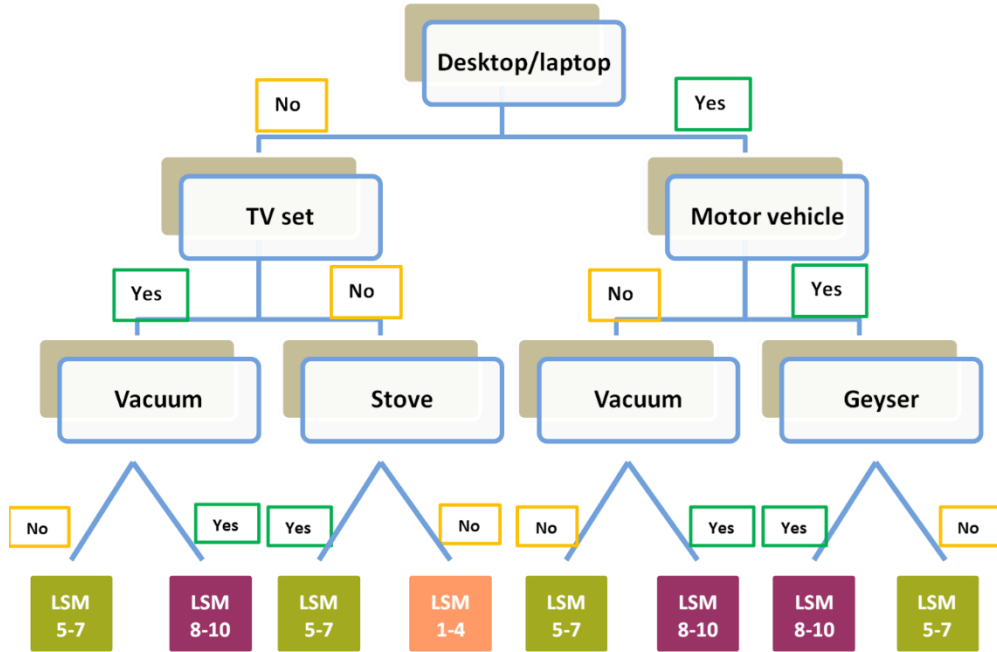 Desktop/laptop
No
Yes
TV set
Motor vehicle
Yes
No
No
Yes
Vacuum
Stove
Vacuum
Geyser
No
Yes
Yes
No
No
Yes
Yes
No
LSM
5-7
LSM
8-10
LSM
5-7
LSM
1-4
LSM
5-7
LSM
8-10
LSM
8-10
LSM
5-7